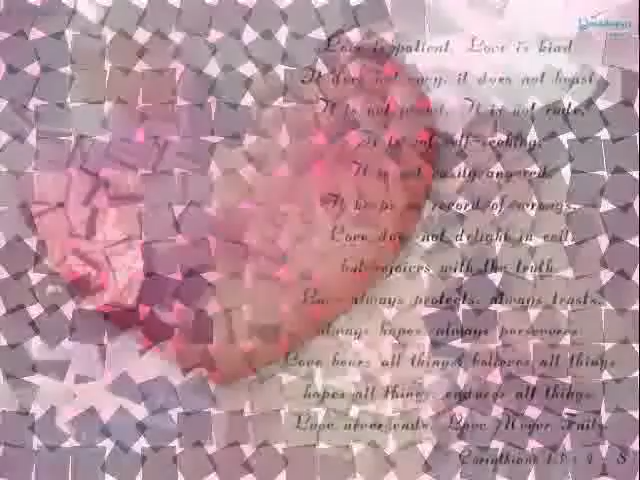 Love is patient. Love is kind
It does not envy, it does not boast,
It is not proud. It is not rude,
It is not self-seeking,
It is not easily angered,
It keeps no record of wrongs.
Love does not delight in evil,
but rejoices with the truth.
Love always protects, always trusts,
always hopes, always perseveres.
Love bears all things, believes all things
hopes all things, endures all things.
Love never ends. Love Never Fails.
Corinthians 13 : 4 - 8